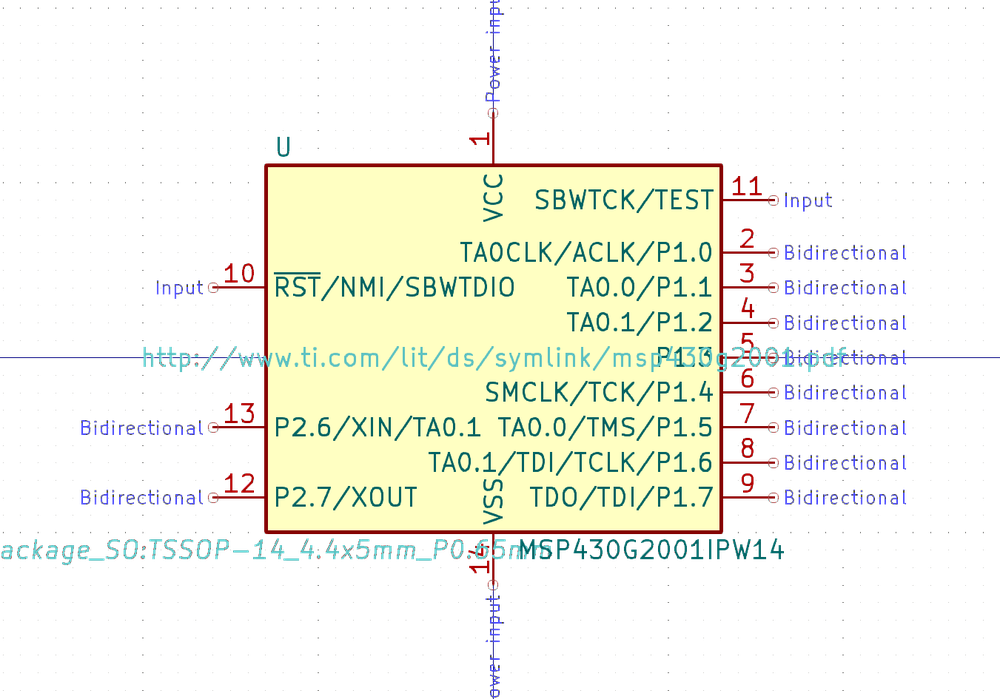 Power input
1
U
VCC
SBWTCK/TEST 11 Input
TA0CLK/ACLK/P1.0 2 Bidirectional
Input 10 RST/NMI/SBWTDIO TA0.0/P1.1 3 Bidirectional
TA0.1/P1.2 4 Bidirectional
P1.3 5 Bidirectional
http://www.ti.com/lit/ds/symlink/msp430g2001.pdf
SMCLK/TCK/P1.4 6 Bidirectional
Bidirectional 13 P2.6/XIN/TA0.1 TA0.0/TMS/P1.5 7 Bidirectional
TA0.1/TDI/TCLK/P1.6 8 Bidirectional
Bidirectional 12 P2.7/XOUT TDO/TDI/P1.7 9 Bidirectional
VSS
ackage_SO:TSSOP-14_4.4x5mm_P0.65mm
MSP430G2001IPW14
14
ower input